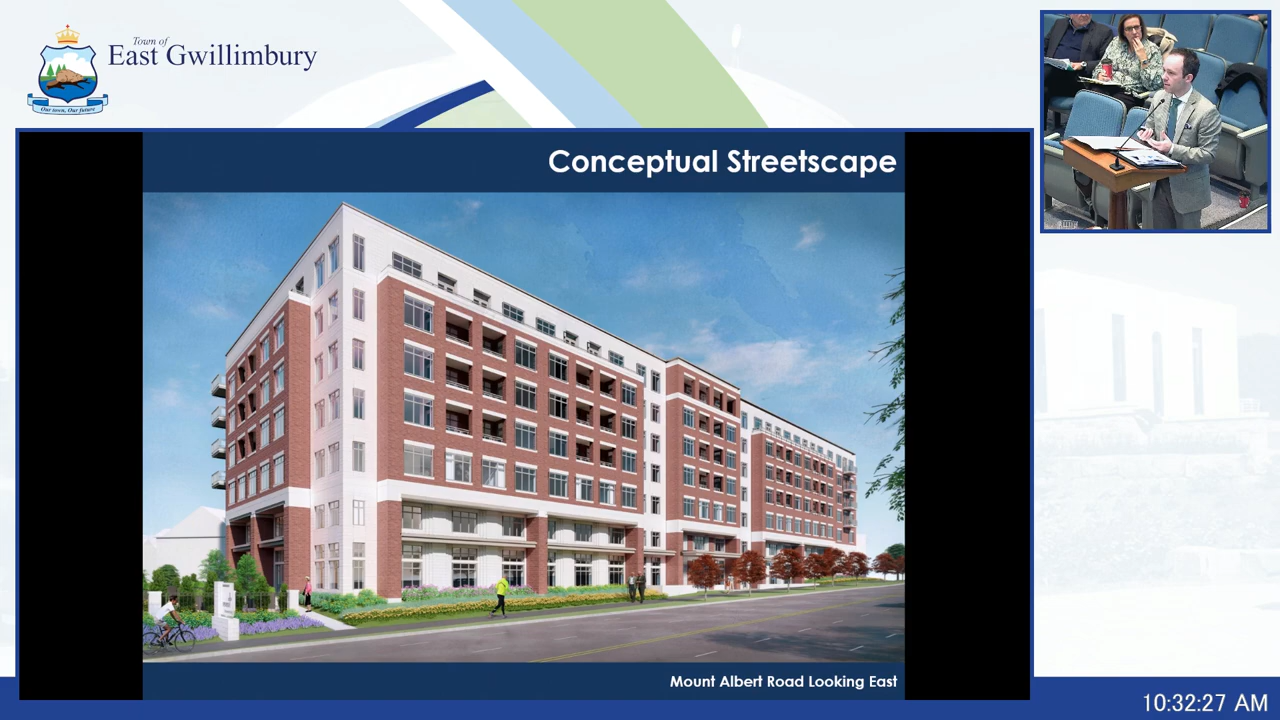 Town of
East Gwillimbury
Our town, Our future
Conceptual Streetscape
Mount Albert Road Looking East
10:32:27 AM